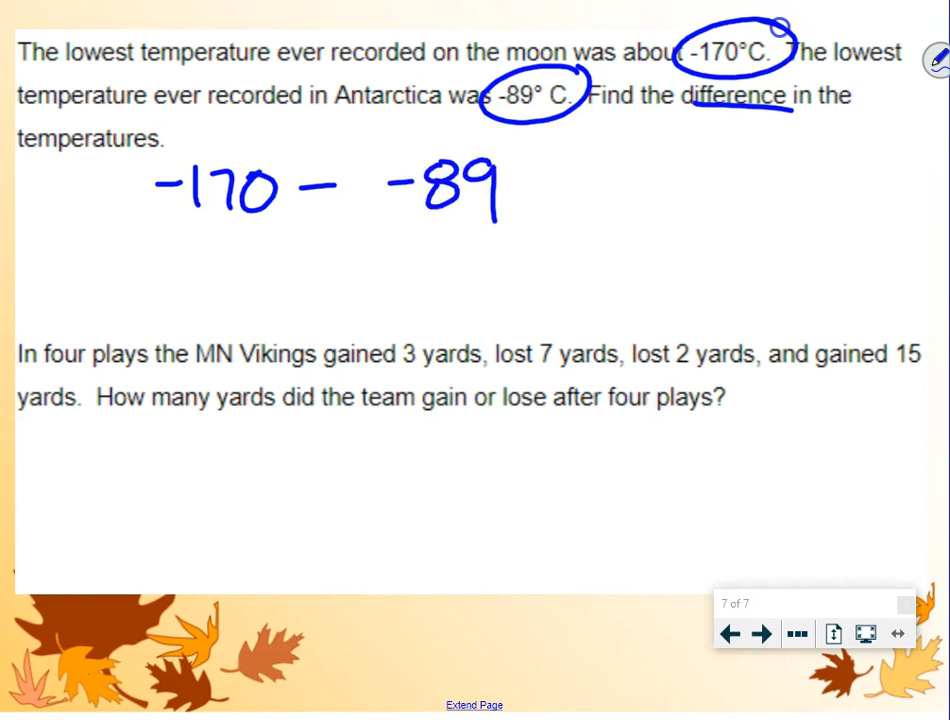 The lowest temperature ever recorded on the moon was about -170°C. The lowest
temperature ever recorded in Antarctica was -89° C. Find the difference in the
temperatures.
-170 - -89
In four plays the MN Vikings gained 3 yards, lost 7 yards, lost 2 yards, and gained 15
yards. How many yards did the team gain or lose after four plays?
7 of 7
Extend Page